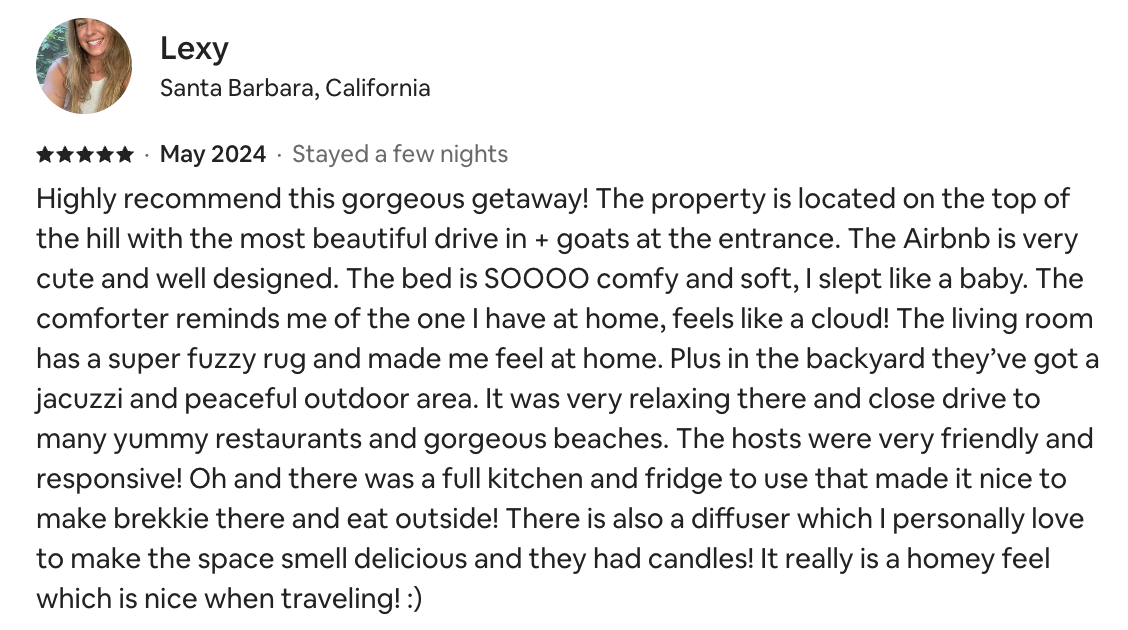 Lexy
Santa Barbara, California
★★★★★ · May 2024 · Stayed a few nights
Highly recommend this gorgeous getaway! The property is located on the top of
the hill with the most beautiful drive in + goats at the entrance. The Airbnb is very
cute and well designed. The bed is SOOOO comfy and soft, I slept like a baby. The
comforter reminds me of the one I have at home, feels like a cloud! The living room
has a super fuzzy rug and made me feel at home. Plus in the backyard they’ve got a
jacuzzi and peaceful outdoor area. It was very relaxing there and close drive to
many yummy restaurants and gorgeous beaches. The hosts were very friendly and
responsive! Oh and there was a full kitchen and fridge to use that made it nice to
make brekkie there and eat outside! There is also a diffuser which I personally love
to make the space smell delicious and they had candles! It really is a homey feel
which is nice when traveling! :)